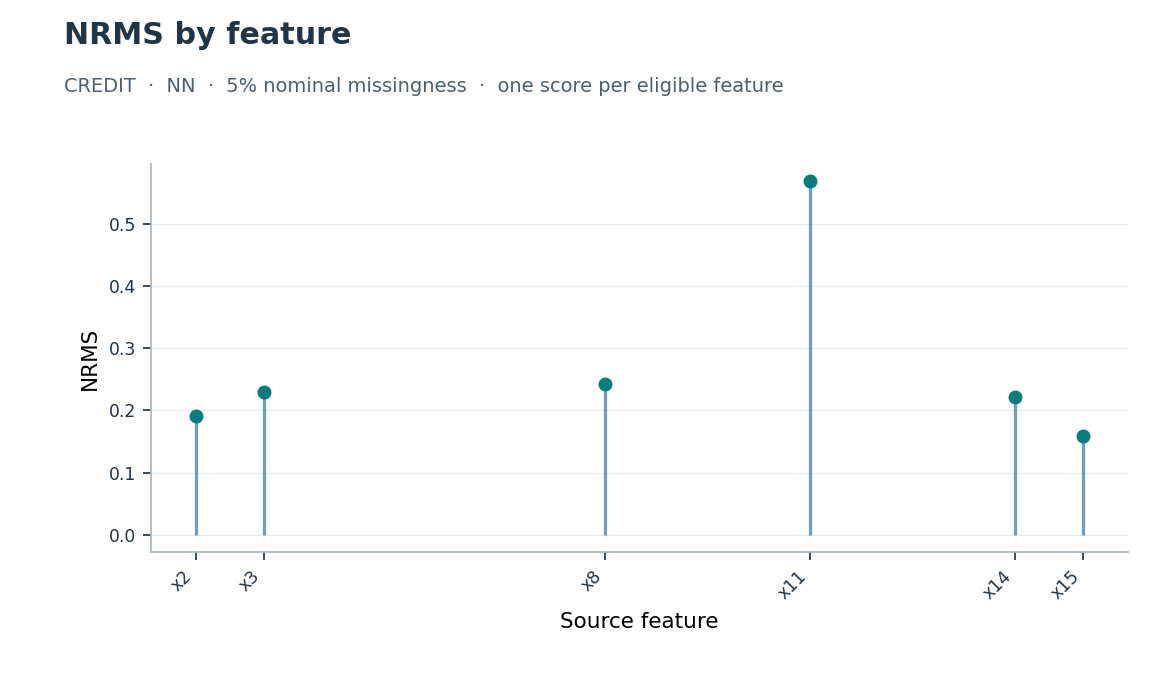 NRMS by feature
CREDIT · NN · 5% nominal missingness · one score per eligible feature
0.5
0.4
0.3
0.2
0.1
0.0
NRMS
x2 x3 x8 x11 x14 x15
Source feature